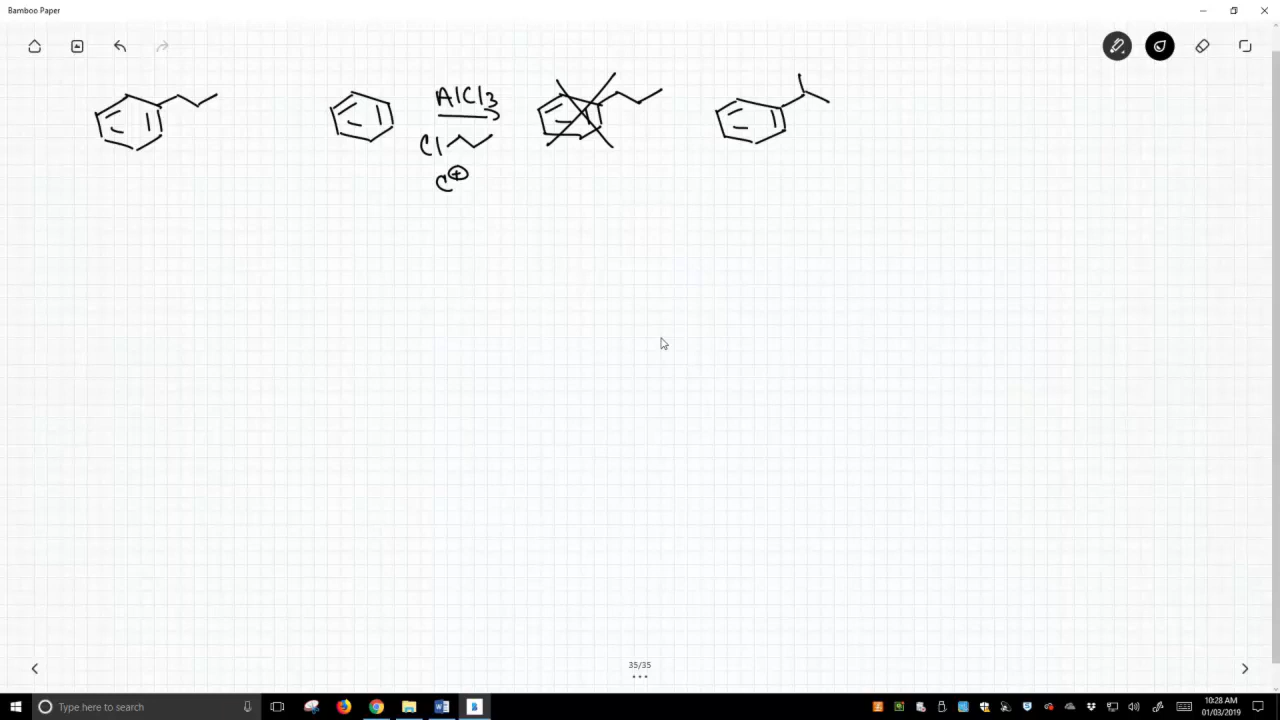 Bamboo Paper
AlCl3
Cl
C+
35/35
Type here to search
10:28 AM
01/03/2019